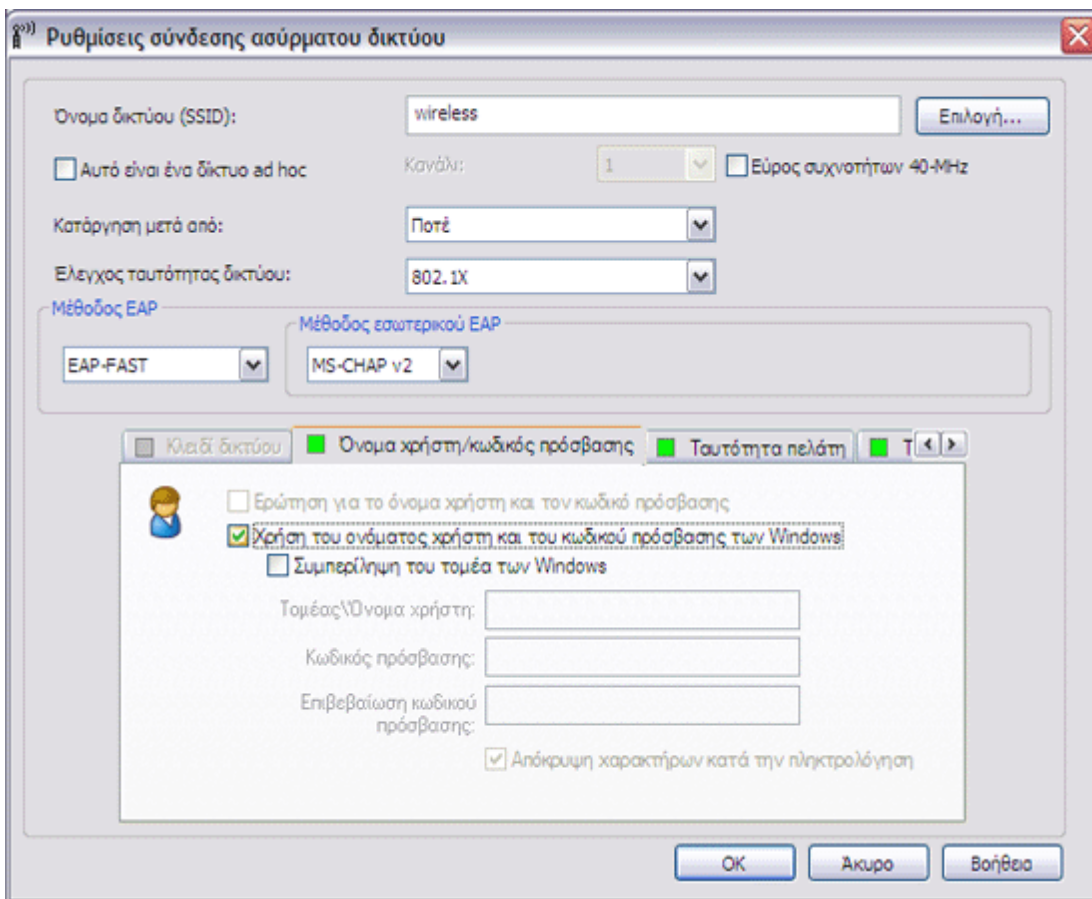 Ρυθμίσεις σύνδεσης ασύρματου δικτύου
Όνομα δικτύου (SSID): wireless Επιλογή...
Αυτό είναι ένα δίκτυο ad hoc Κανάλι: 1 Εύρος συχνοτήτων 40-MHz
Κατάργηση μετά από: Ποτέ
Έλεγχος ταυτότητας δικτύου: 802.1X
Μέθοδος EAP
Μέθοδος εσωτερικού EAP
EAP-FAST MS-CHAP v2
Κλειδί δικτύου Όνομα χρήστη/κωδικός πρόσβασης Ταυτότητα πελάτη Τ
Ερώτηση για το όνομα χρήστη και τον κωδικό πρόσβασης
Χρήση του ονόματος χρήστη και του κωδικού πρόσβασης των Windows
Συμπερίληψη του τομέα των Windows
Τομέας\Όνομα χρήστη:
Κωδικός πρόσβασης:
Επιβεβαίωση κωδικού
πρόσβασης:
Απόκρυψη χαρακτήρων κατά την πληκτρολόγηση
OK Άκυρο Βοήθεια